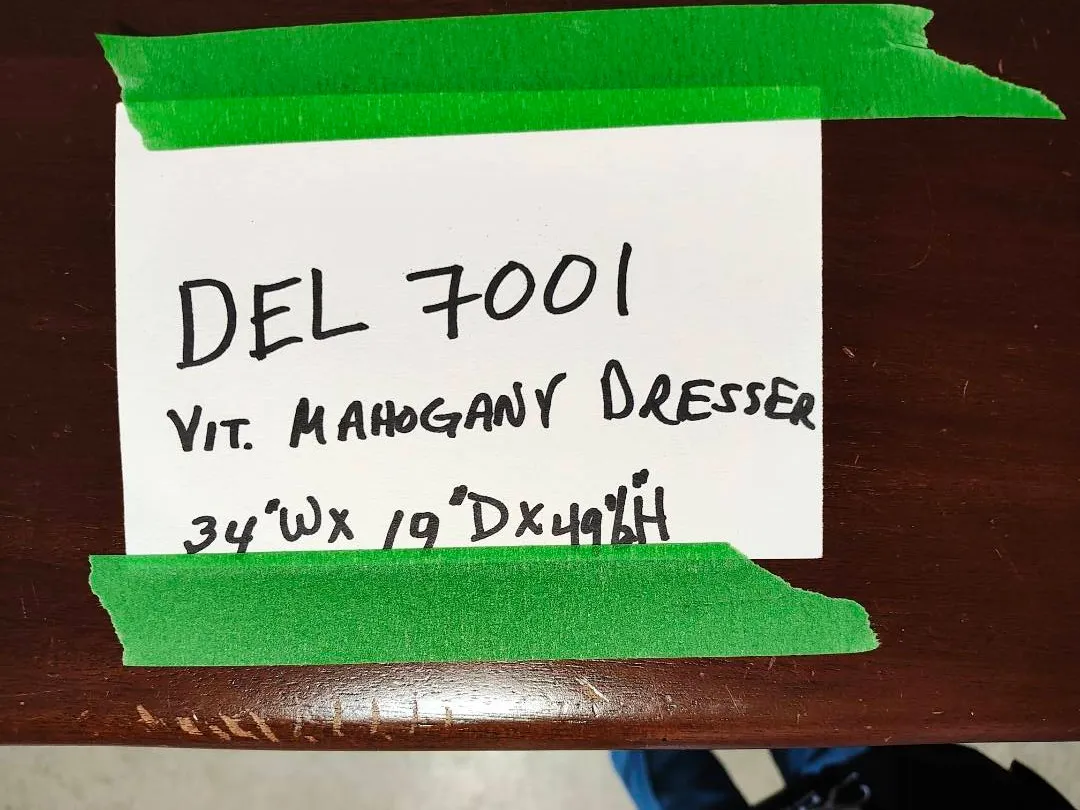 DEL 7001
VIT. MAHOGANY DRESSER
34"W X 19"D X 49½"H